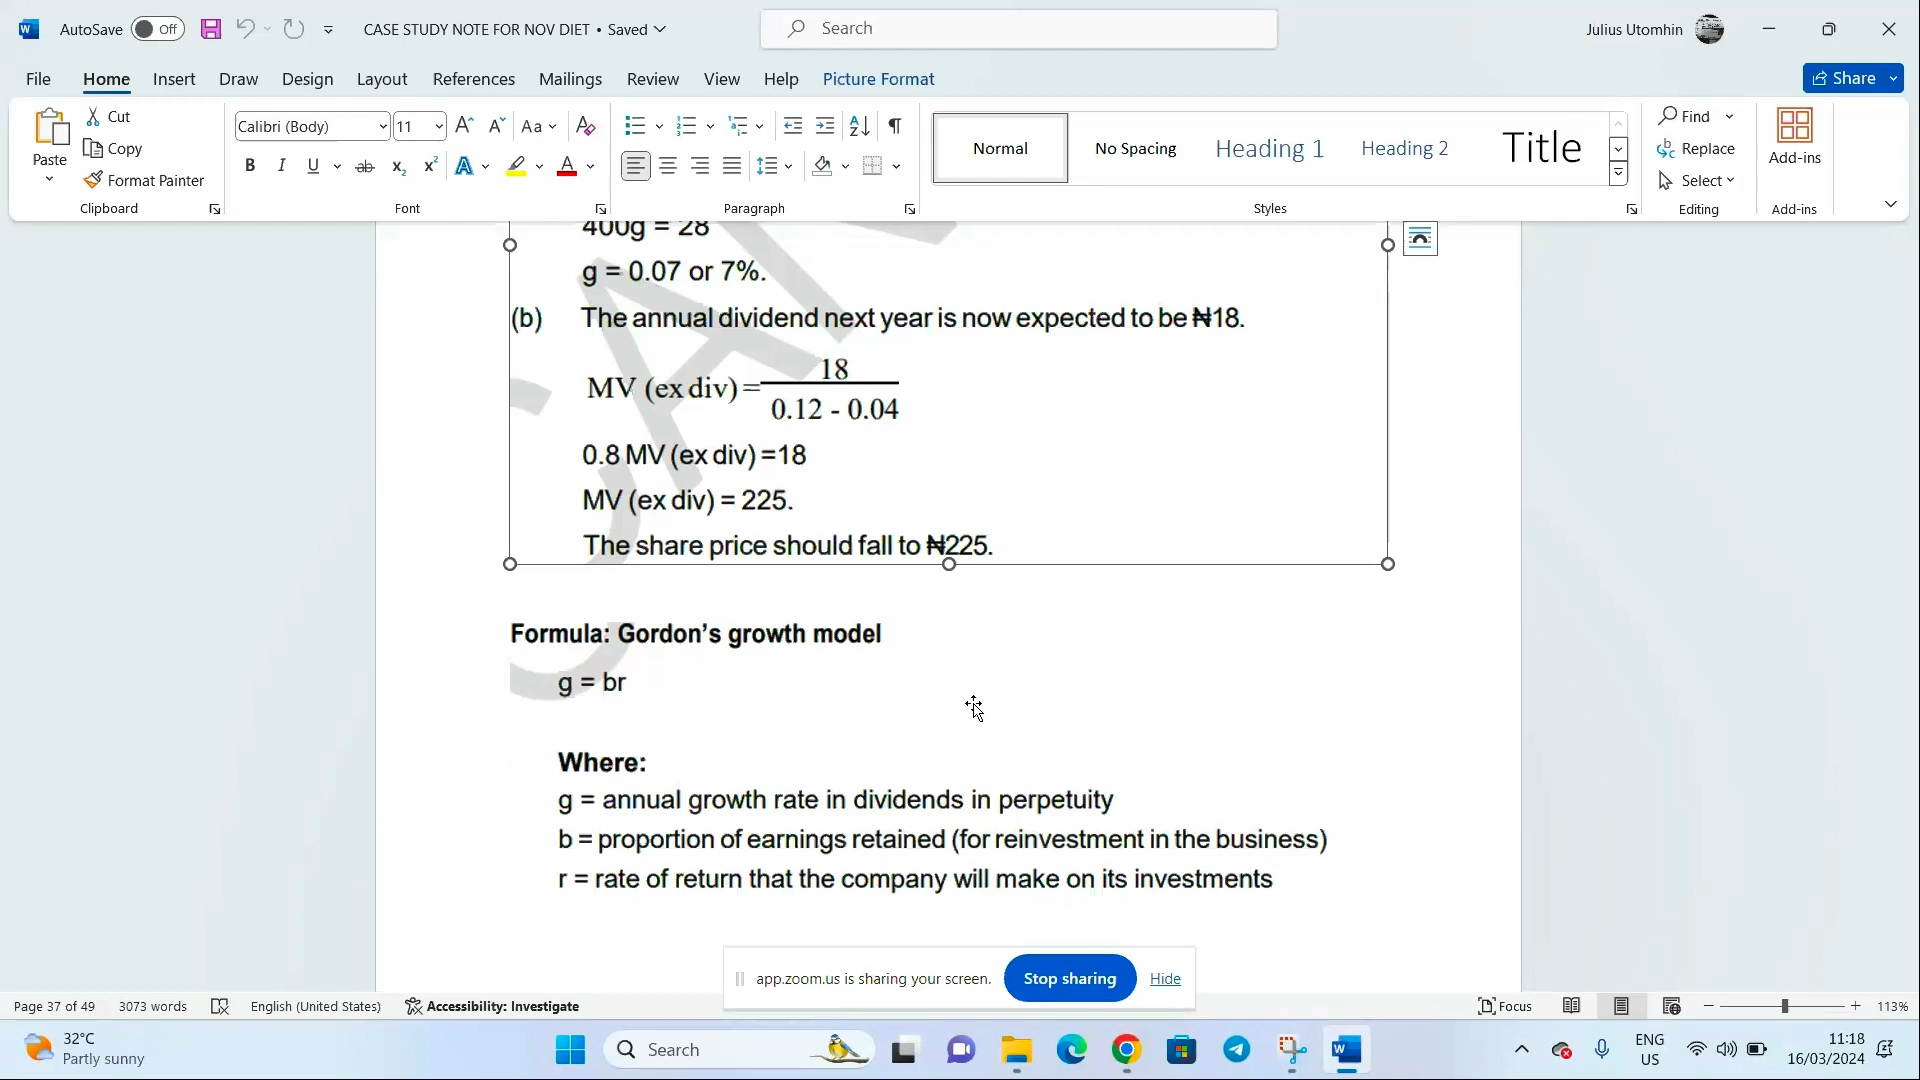 AutoSave Off CASE STUDY NOTE FOR NOV DIET • Saved Search Julius Utomhin
File Home Insert Draw Design Layout References Mailings Review View Help Picture Format Share
Paste Cut Copy Format Painter
Calibri (Body) 11 Aa
B I U ab x₂ x² A A
Normal No Spacing Heading 1 Heading 2 Title
Find Replace Select Add-ins
Clipboard Font Paragraph Styles Editing Add-ins
400g = 28
g = 0.07 or 7%.
(b) The annual dividend next year is now expected to be ₦18.
MV (ex div) = 18
0.12 - 0.04
0.8 MV (ex div) =18
MV (ex div) = 225.
The share price should fall to ₦225.
Formula: Gordon’s growth model
g = br
Where:
g = annual growth rate in dividends in perpetuity
b = proportion of earnings retained (for reinvestment in the business)
r = rate of return that the company will make on its investments
app.zoom.us is sharing your screen. Stop sharing Hide
Page 37 of 49 3073 words English (United States) Accessibility: Investigate Focus 113%
32°C
Partly sunny
Search
ENG
US
11:18
16/03/2024